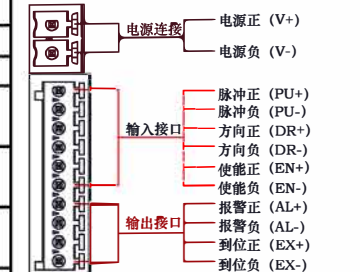 电源连接
电源正（V+）
电源负（V-）
输入接口
脉冲正（PU+）
脉冲负（PU-）
方向正（DR+）
方向负（DR-）
使能正（EN+）
使能负（EN-）
输出接口
报警正（AL+）
报警负（AL-）
到位正（EX+）
到位负（EX-）